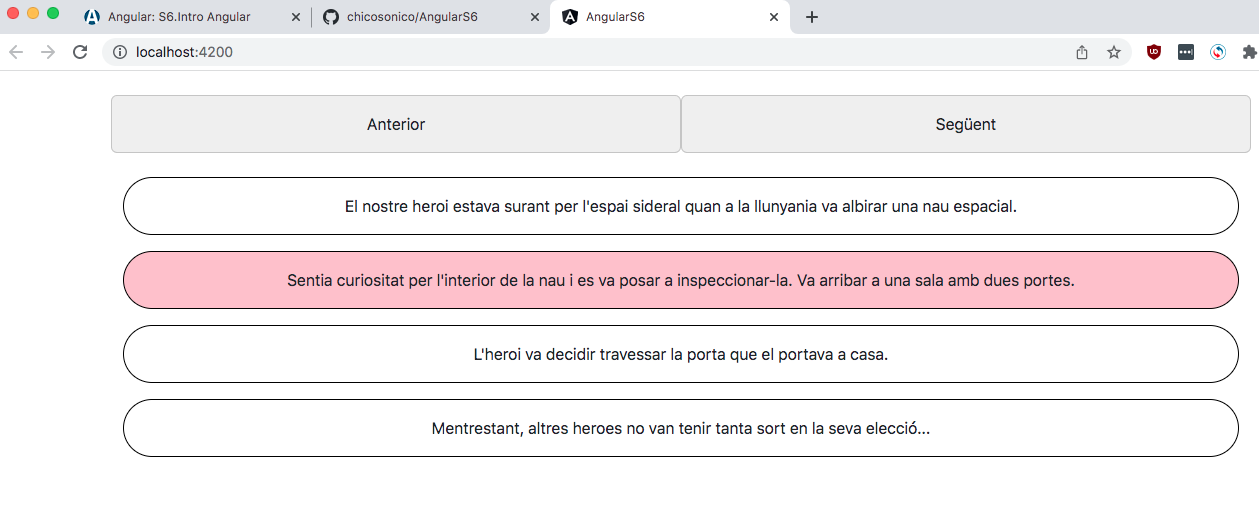 Angular: S6.Intro Angular
chicosonico/AngularS6
AngularS6
localhost:4200
Anterior
Següent
El nostre heroi estava surant per l'espai sideral quan a la llunyania va albirar una nau espacial.
Sentia curiositat per l'interior de la nau i es va posar a inspeccionar-la. Va arribar a una sala amb dues portes.
L'heroi va decidir travessar la porta que el portava a casa.
Mentrestant, altres heroes no van tenir tanta sort en la seva elecció...